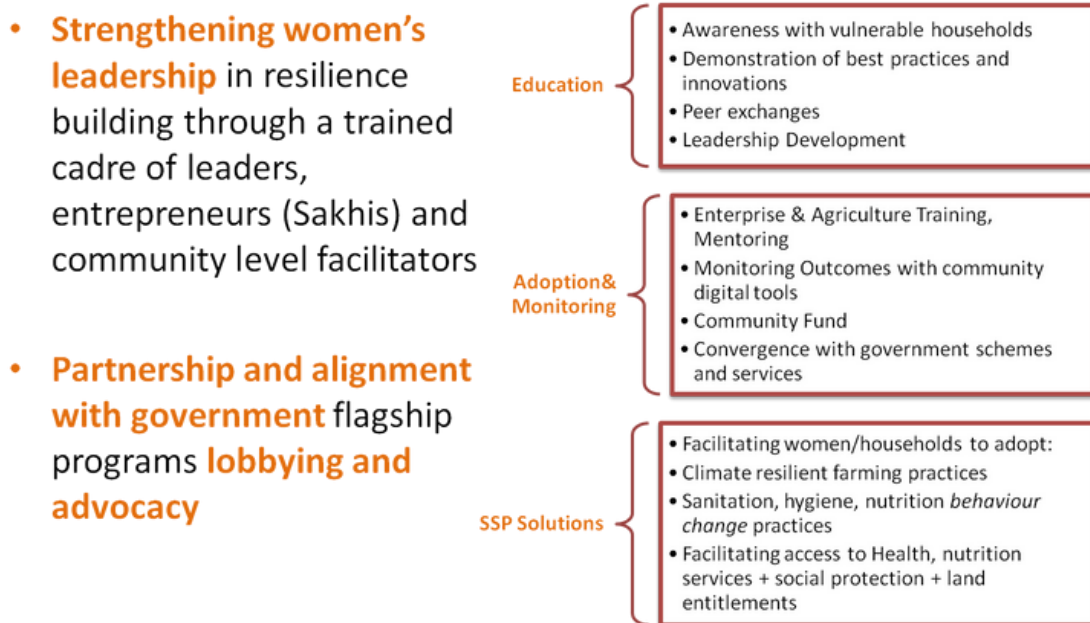 • Strengthening women's
leadership in resilience
building through a trained
cadre of leaders,
entrepreneurs (Sakhis) and
community level facilitators
• Partnership and alignment
with government flagship
programs lobbying and
advocacy
Education
• Awareness with vulnerable households
• Demonstration of best practices and
innovations
• Peer exchanges
• Leadership Development
Adoption&
Monitoring
• Enterprise & Agriculture Training,
Mentoring
• Monitoring Outcomes with community
digital tools
• Community Fund
• Convergence with government schemes
and services
SSP Solutions
• Facilitating women/households to adopt:
• Climate resilient farming practices
• Sanitation, hygiene, nutrition behaviour
change practices
• Facilitating access to Health, nutrition
services + social protection + land
entitlements